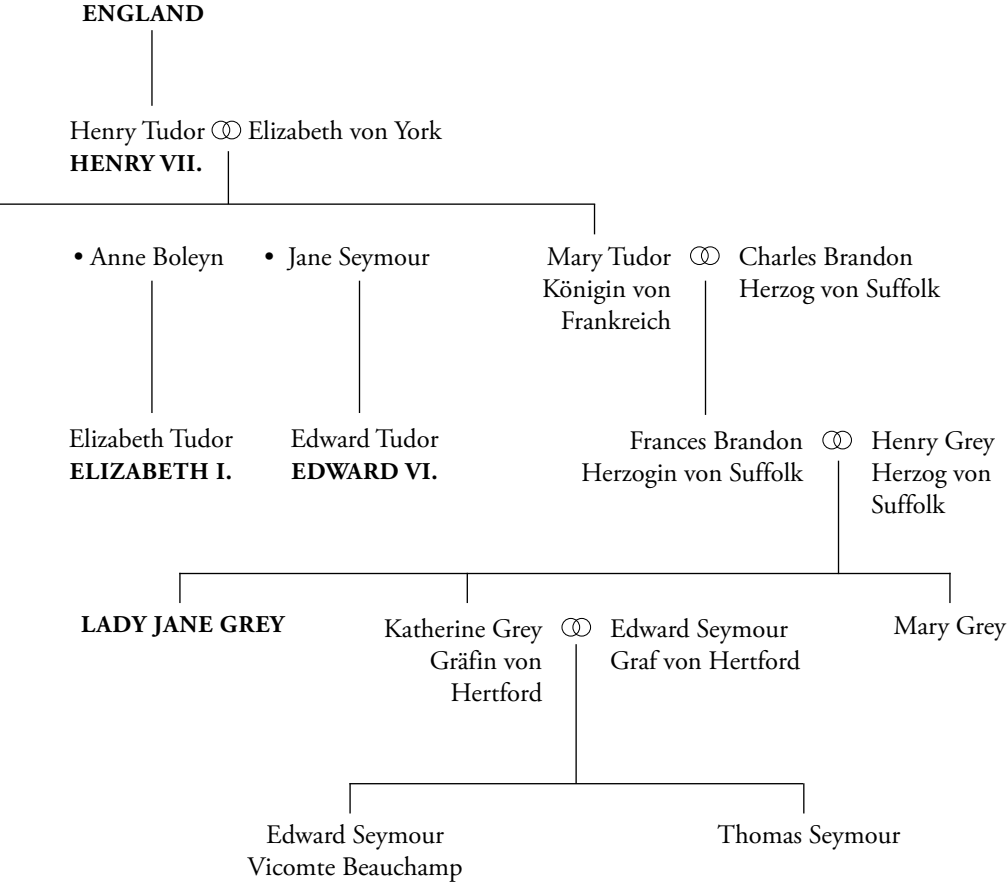 ENGLAND
Henry Tudor ⚭ Elizabeth von York
HENRY VII.
• Anne Boleyn • Jane Seymour Mary Tudor ⚭ Charles Brandon
Königin von Herzog von Suffolk
Frankreich
Elizabeth Tudor Edward Tudor Frances Brandon ⚭ Henry Grey
ELIZABETH I. EDWARD VI. Herzogin von Suffolk Herzog von
Suffolk
LADY JANE GREY Katherine Grey ⚭ Edward Seymour Mary Grey
Gräfin von Graf von Hertford
Hertford
Edward Seymour Thomas Seymour
Vicomte Beauchamp